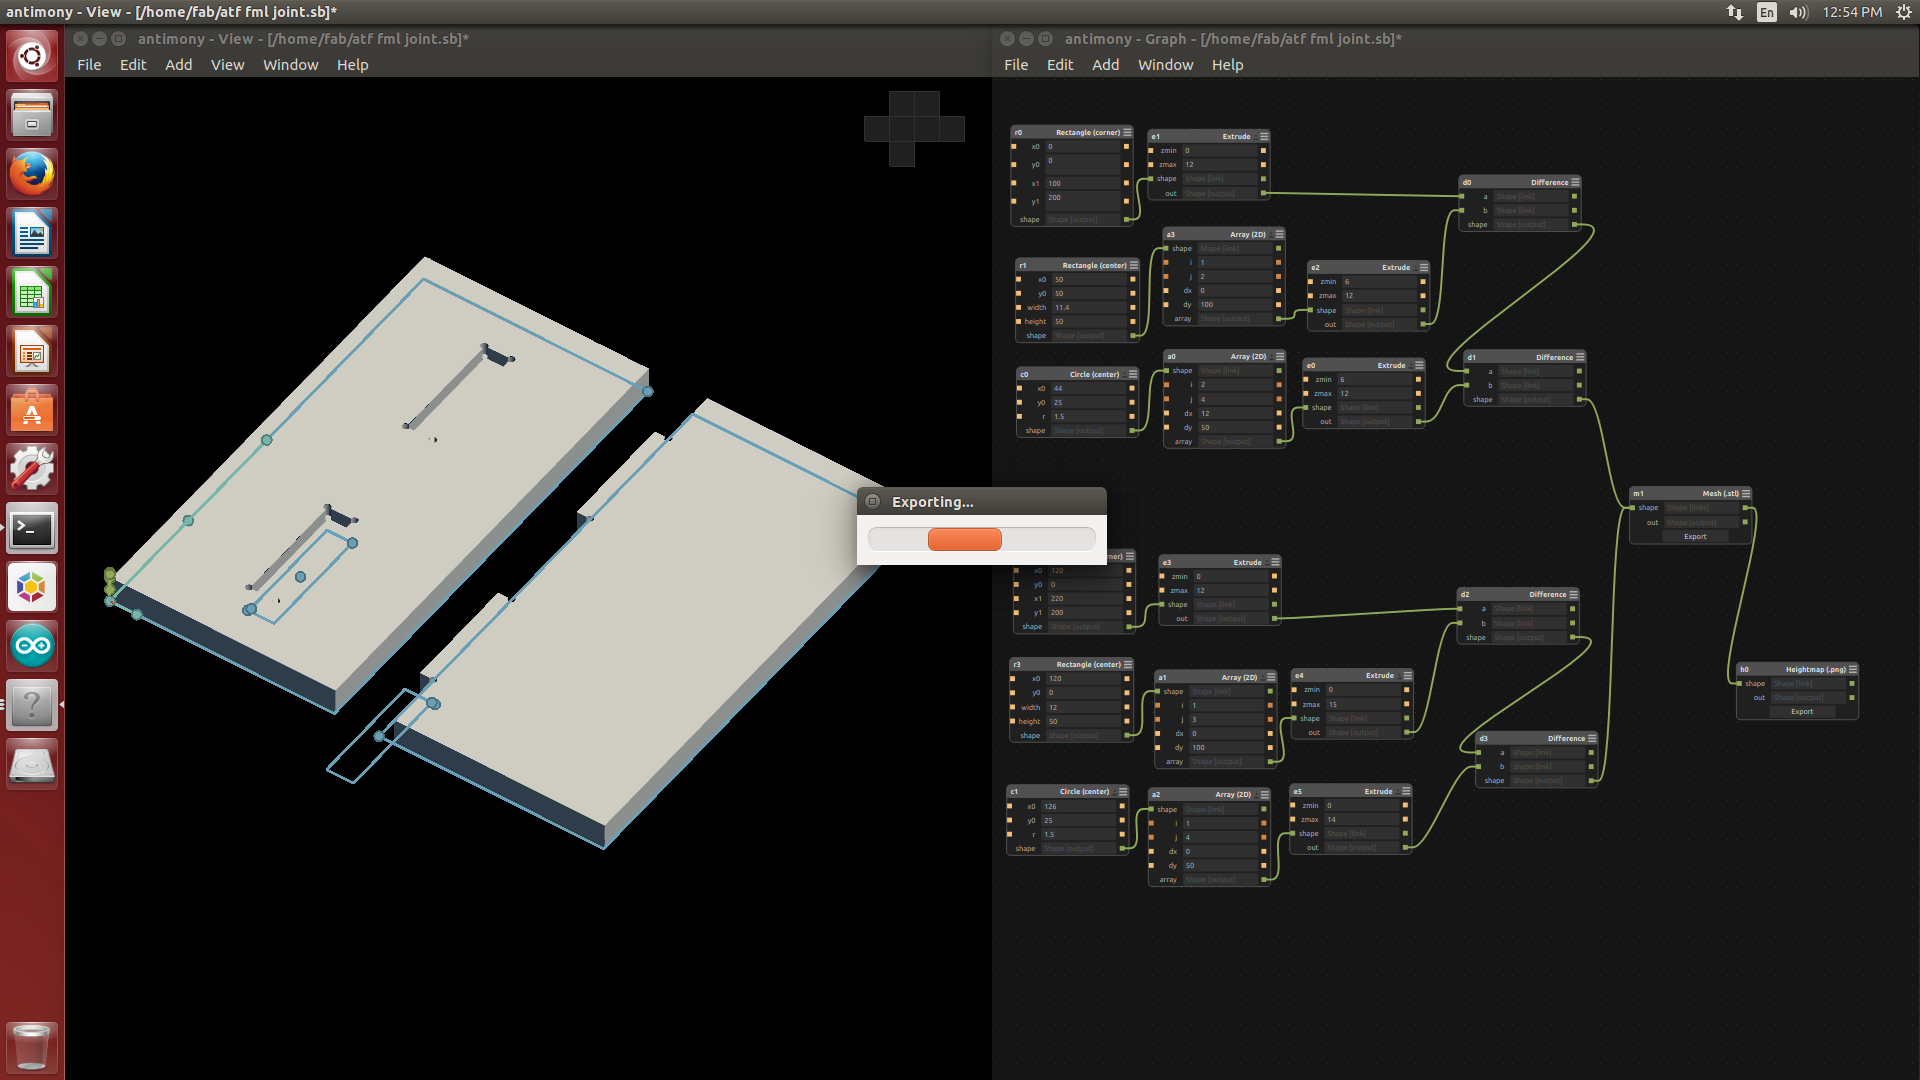 antimony - View - [/home/fab/atf fml joint.sb]*
En
12:54 PM
antimony - View - [/home/fab/atf fml joint.sb]*
File Edit Add View Window Help
antimony - Graph - [/home/fab/atf fml joint.sb]*
File Edit Add Window Help
r0 Rectangle (corner)
x0 0
y0 0
x1 100
y1 200
shape Shape [output]
e1 Extrude
zmin 0
zmax 12
shape Shape [link]
out Shape [output]
d0 Difference
a Shape [link]
b Shape [link]
shape Shape [output]
a3 Array (2D)
shape Shape [link]
i 1
j 2
dx 0
dy 100
array Shape [output]
r1 Rectangle (center)
x0 50
y0 50
width 11.4
height 50
shape Shape [output]
e2 Extrude
zmin 6
zmax 12
shape Shape [link]
out Shape [output]
c0 Circle (center)
x0 44
y0 25
r 1.5
shape Shape [output]
a0 Array (2D)
shape Shape [link]
i 2
j 4
dx 12
dy 50
array Shape [output]
e0 Extrude
zmin 6
zmax 12
shape Shape [link]
out Shape [output]
d1 Difference
a Shape [link]
b Shape [link]
shape Shape [output]
Exporting...
m1 Mesh (.stl)
shape Shape [links]
out Shape [output]
Export
ner)
x0 120
y0 0
x1 220
y1 200
shape Shape [output]
e3 Extrude
zmin 0
zmax 12
shape Shape [link]
out Shape [output]
d2 Difference
a Shape [link]
b Shape [link]
shape Shape [output]
r3 Rectangle (center)
x0 120
y0 0
width 12
height 50
shape Shape [output]
a1 Array (2D)
shape Shape [link]
i 1
j 3
dx 0
dy 100
array Shape [output]
e4 Extrude
zmin 0
zmax 15
shape Shape [link]
out Shape [output]
h0 Heightmap (.png)
shape Shape [link]
out Shape [output]
Export
d3 Difference
a Shape [link]
b Shape [link]
shape Shape [output]
c1 Circle (center)
x0 126
y0 25
r 1.5
shape Shape [output]
a2 Array (2D)
shape Shape [link]
i 1
j 4
dx 0
dy 50
array Shape [output]
e5 Extrude
zmin 0
zmax 14
shape Shape [link]
out Shape [output]